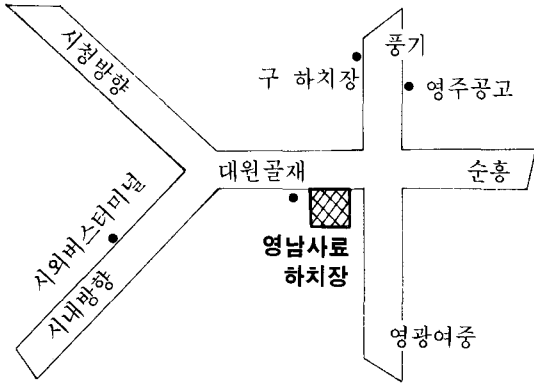 시청방향
풍기
구 하치장
영주공고
대원골재
순흥
시외버스터미널
영남사료
하치장
시내방향
영광여중